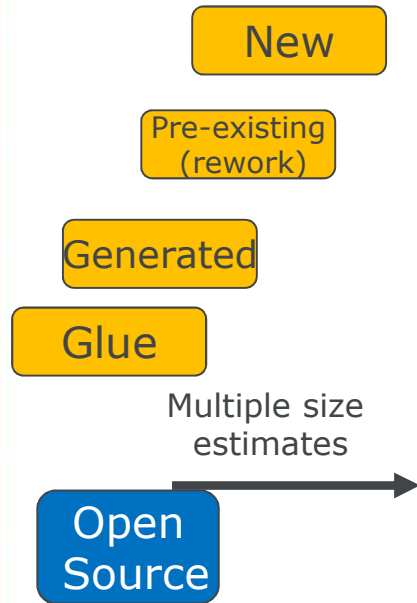 New
Pre-existing
(rework)
Generated
Glue
Multiple size
estimates
Open
Source